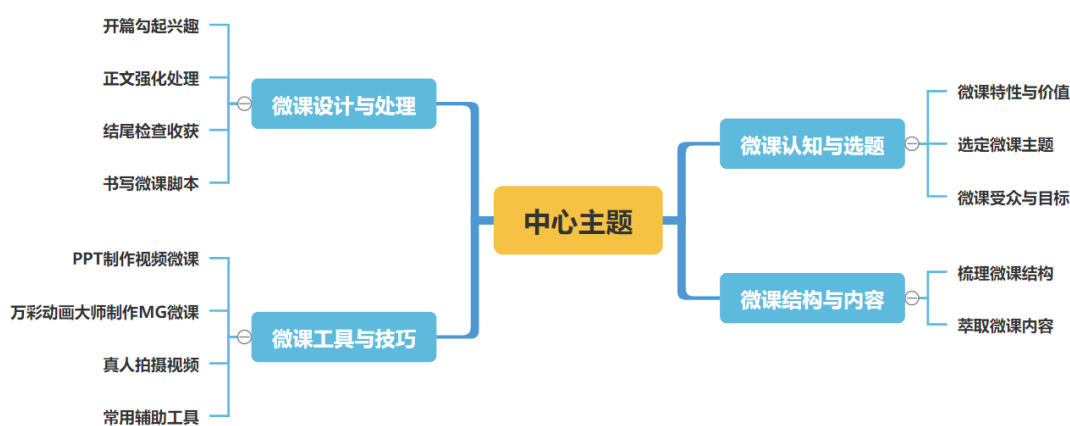 中心主题
微课认知与选题
微课特性与价值
选定微课主题
微课受众与目标
微课结构与内容
梳理微课结构
萃取微课内容
微课设计与处理
开篇勾起兴趣
正文强化处理
结尾检查收获
书写微课脚本
微课工具与技巧
PPT制作视频微课
万彩动画大师制作MG微课
真人拍摄视频
常用辅助工具